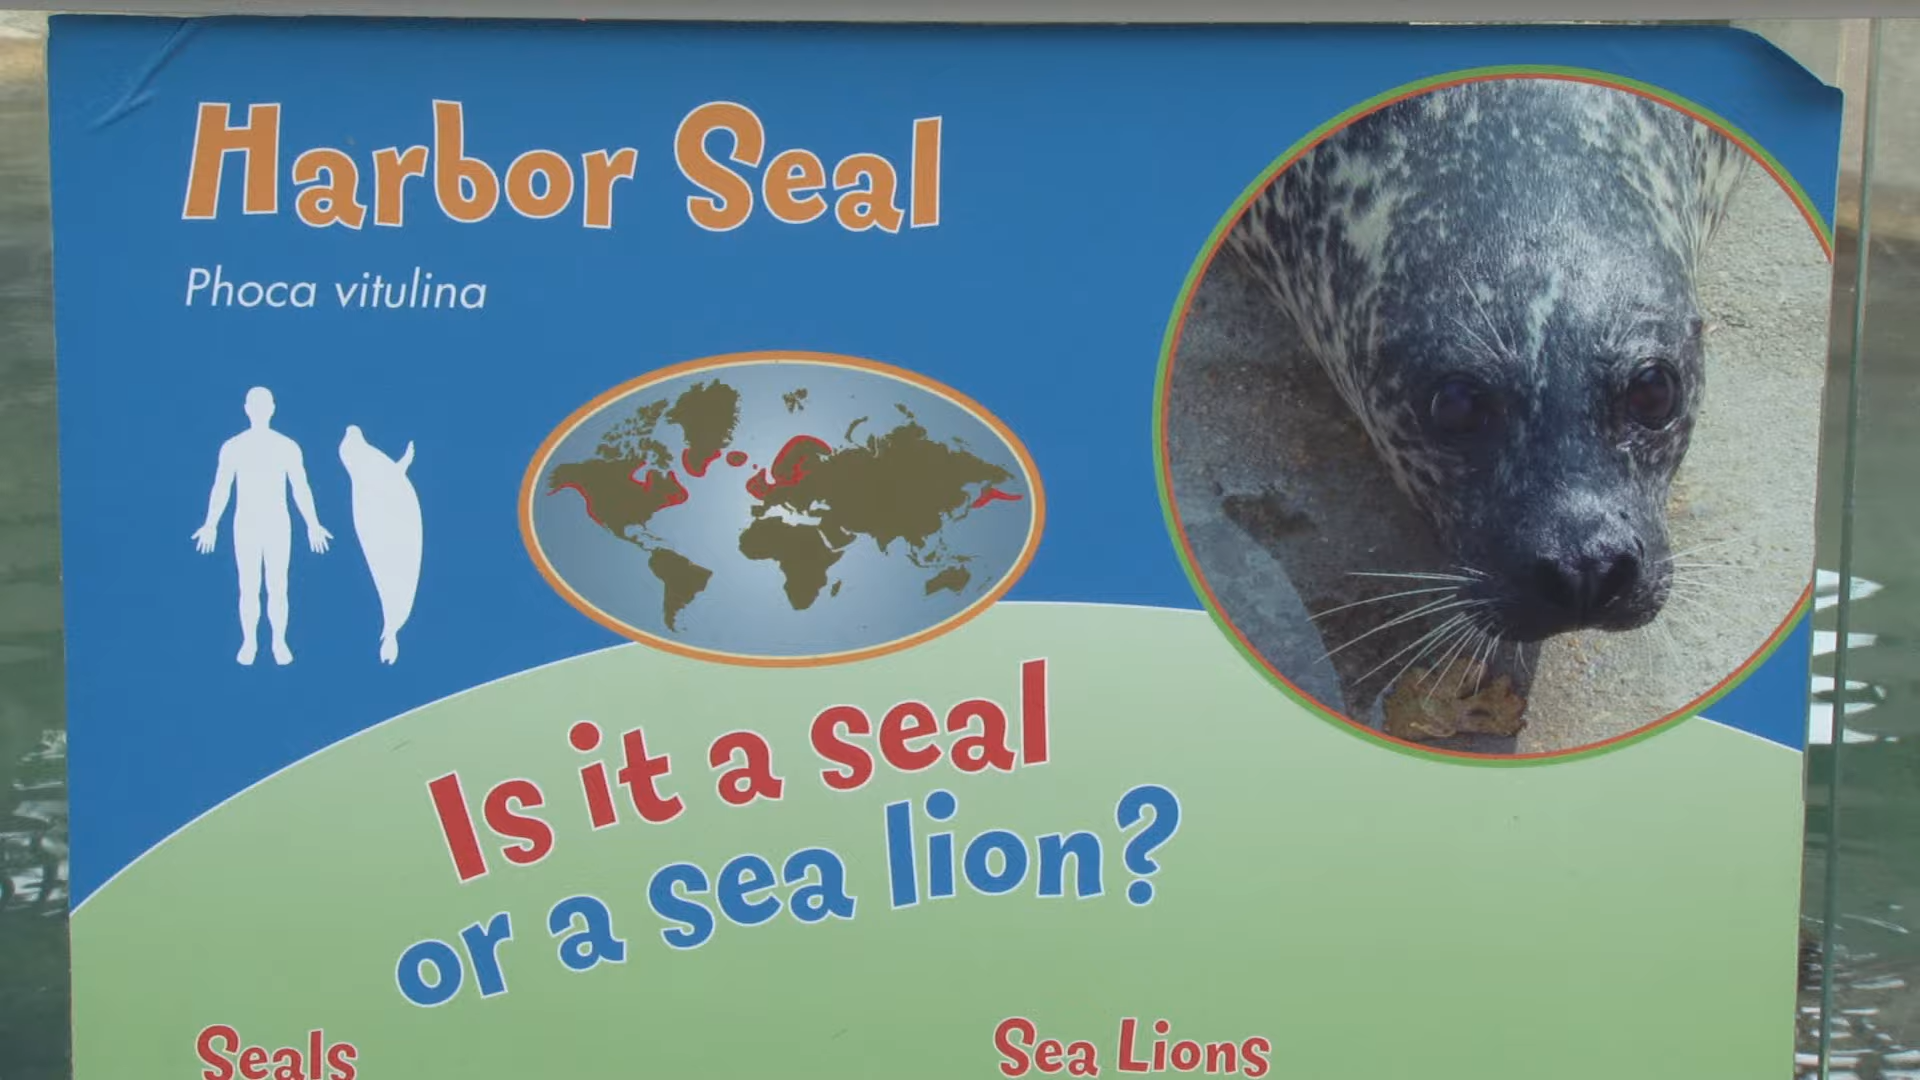 Harbor Seal
Phoca vitulina
Is it a seal
or a sea lion?
Seals
Sea Lions